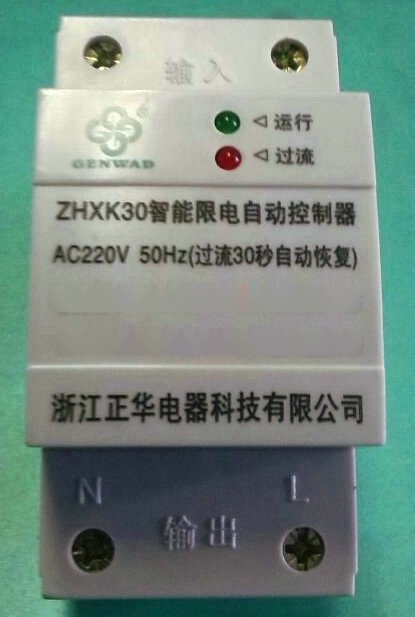 输入
®
GENWAD
◁ 运行
◁ 过流
ZHXK30智能限电自动控制器
AC220V 50Hz(过流30秒自动恢复)
浙江正华电器科技有限公司
N L
输出